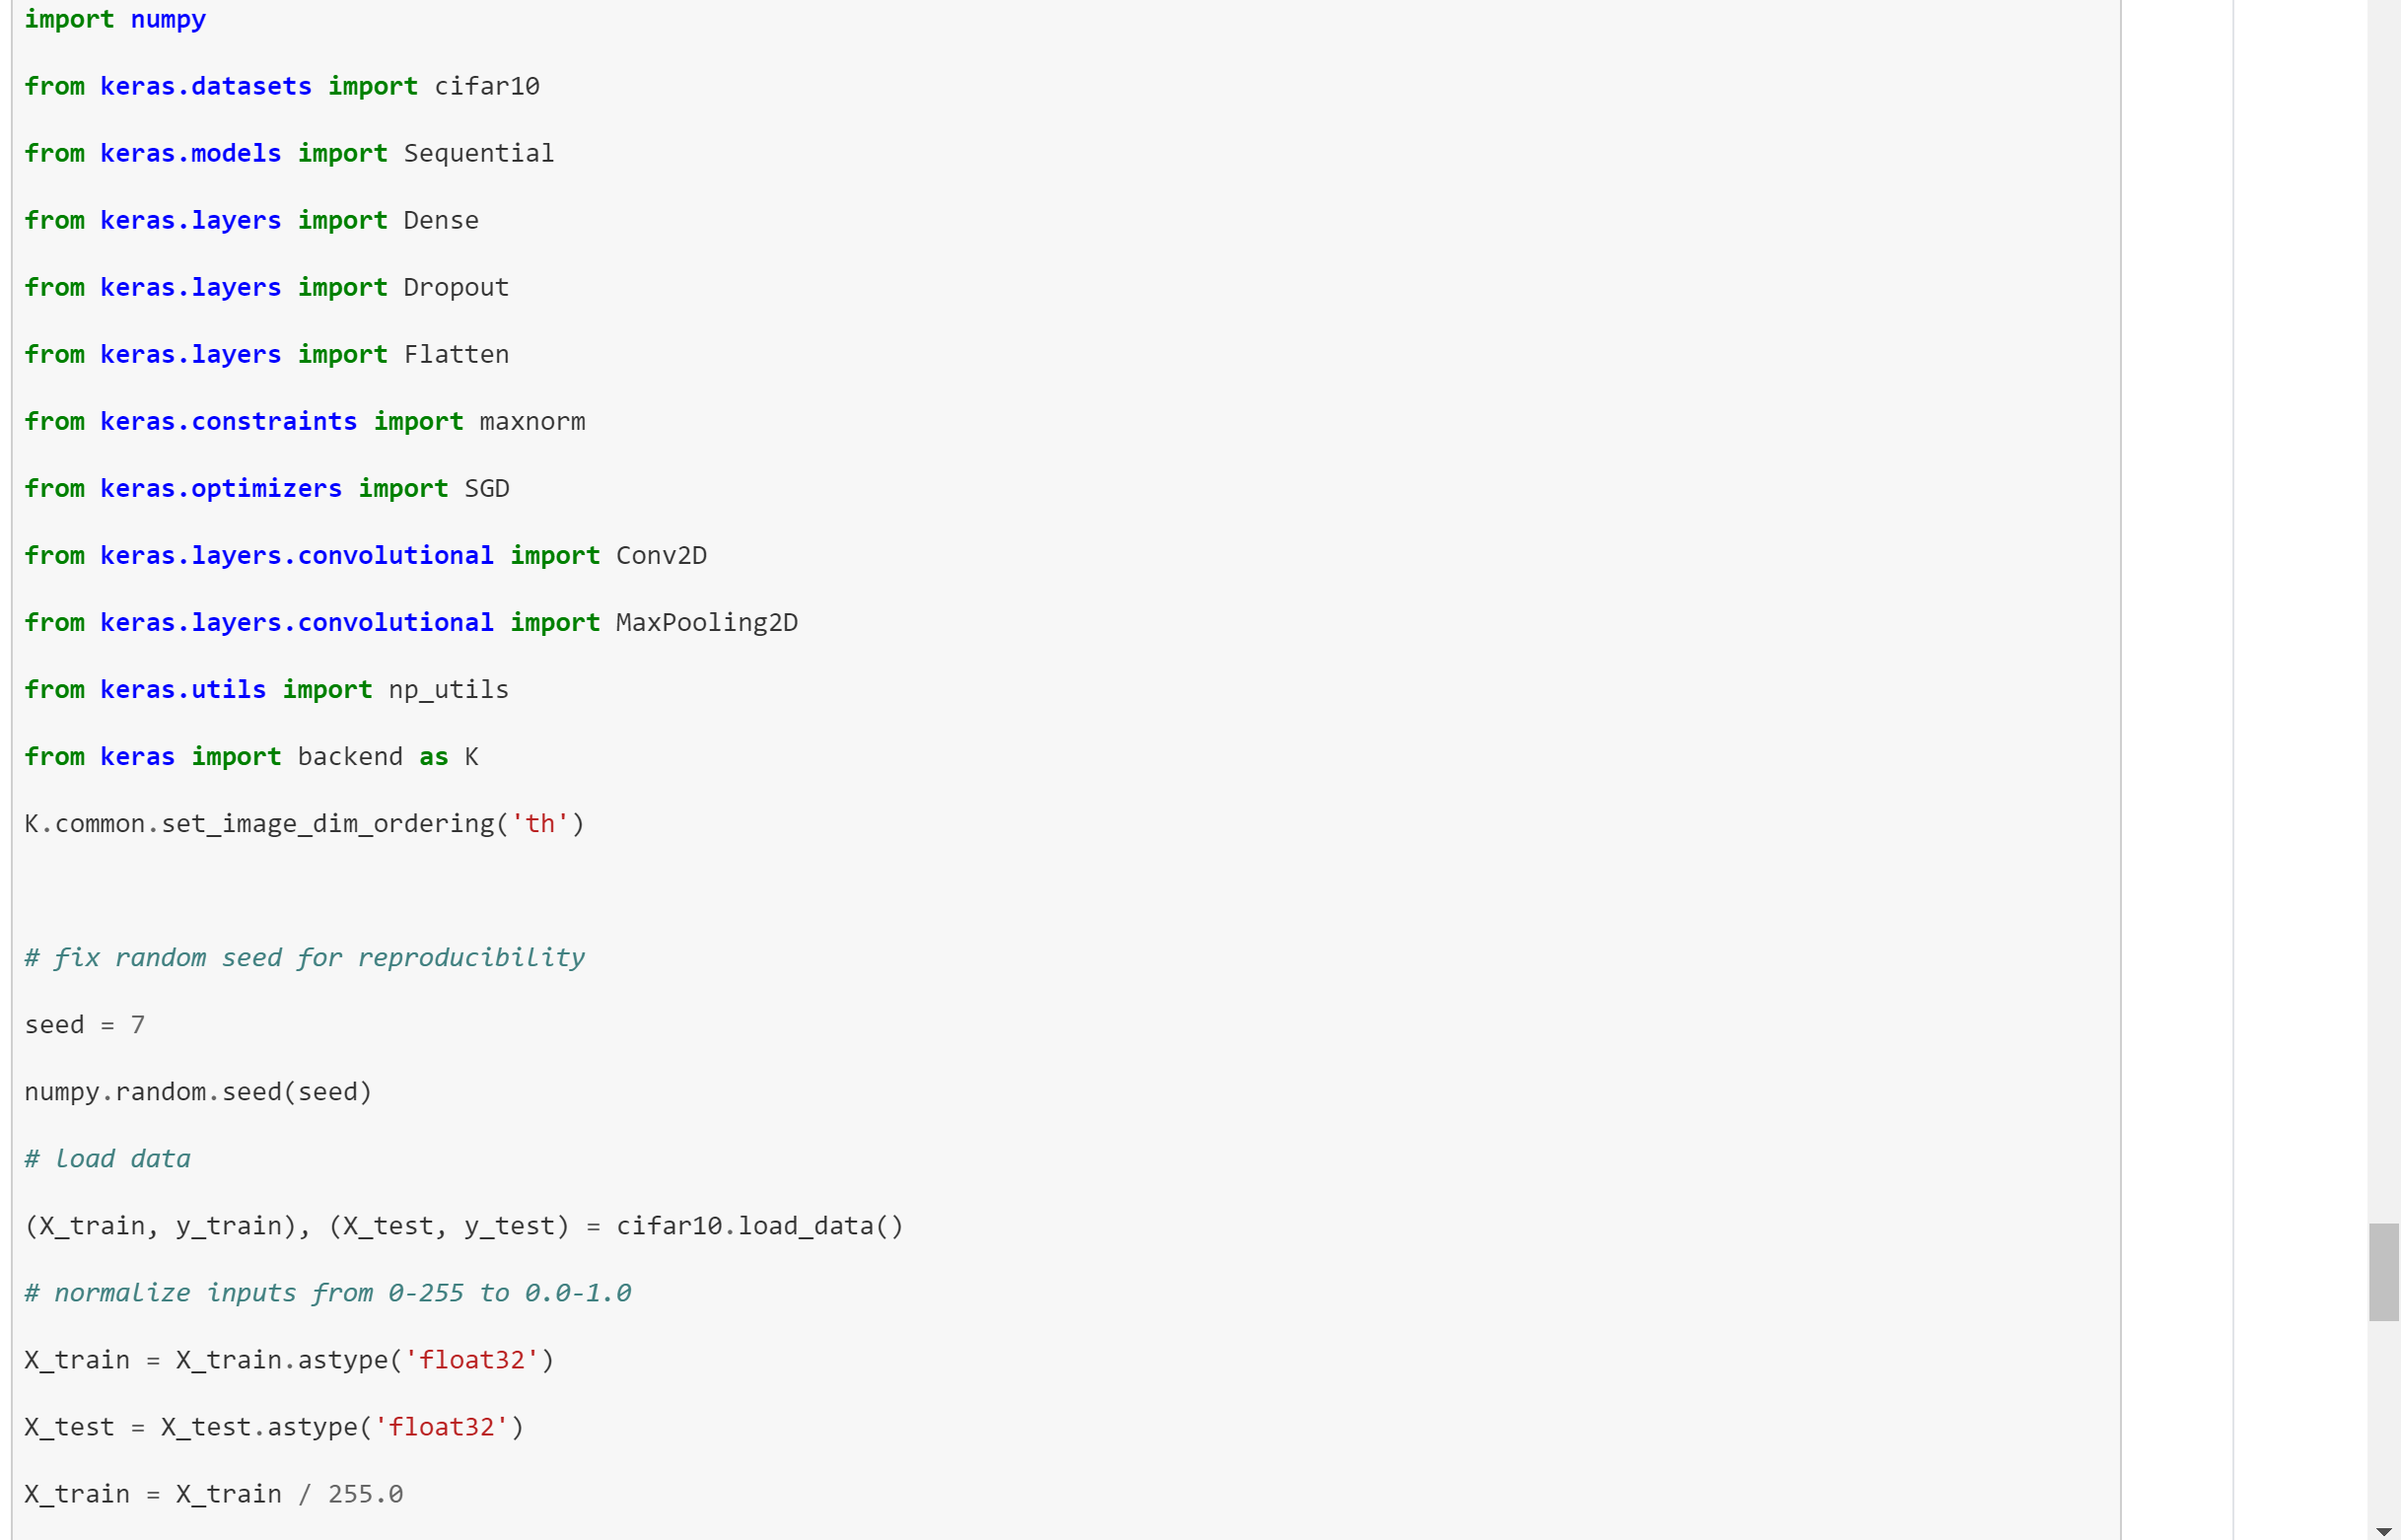 import numpy
from keras.datasets import cifar10
from keras.models import Sequential
from keras.layers import Dense
from keras.layers import Dropout
from keras.layers import Flatten
from keras.constraints import maxnorm
from keras.optimizers import SGD
from keras.layers.convolutional import Conv2D
from keras.layers.convolutional import MaxPooling2D
from keras.utils import np_utils
from keras import backend as K
K.common.set_image_dim_ordering('th')
# fix random seed for reproducibility
seed = 7
numpy.random.seed(seed)
# load data
(X_train, y_train), (X_test, y_test) = cifar10.load_data()
# normalize inputs from 0-255 to 0.0-1.0
X_train = X_train.astype('float32')
X_test = X_test.astype('float32')
X_train = X_train / 255.0